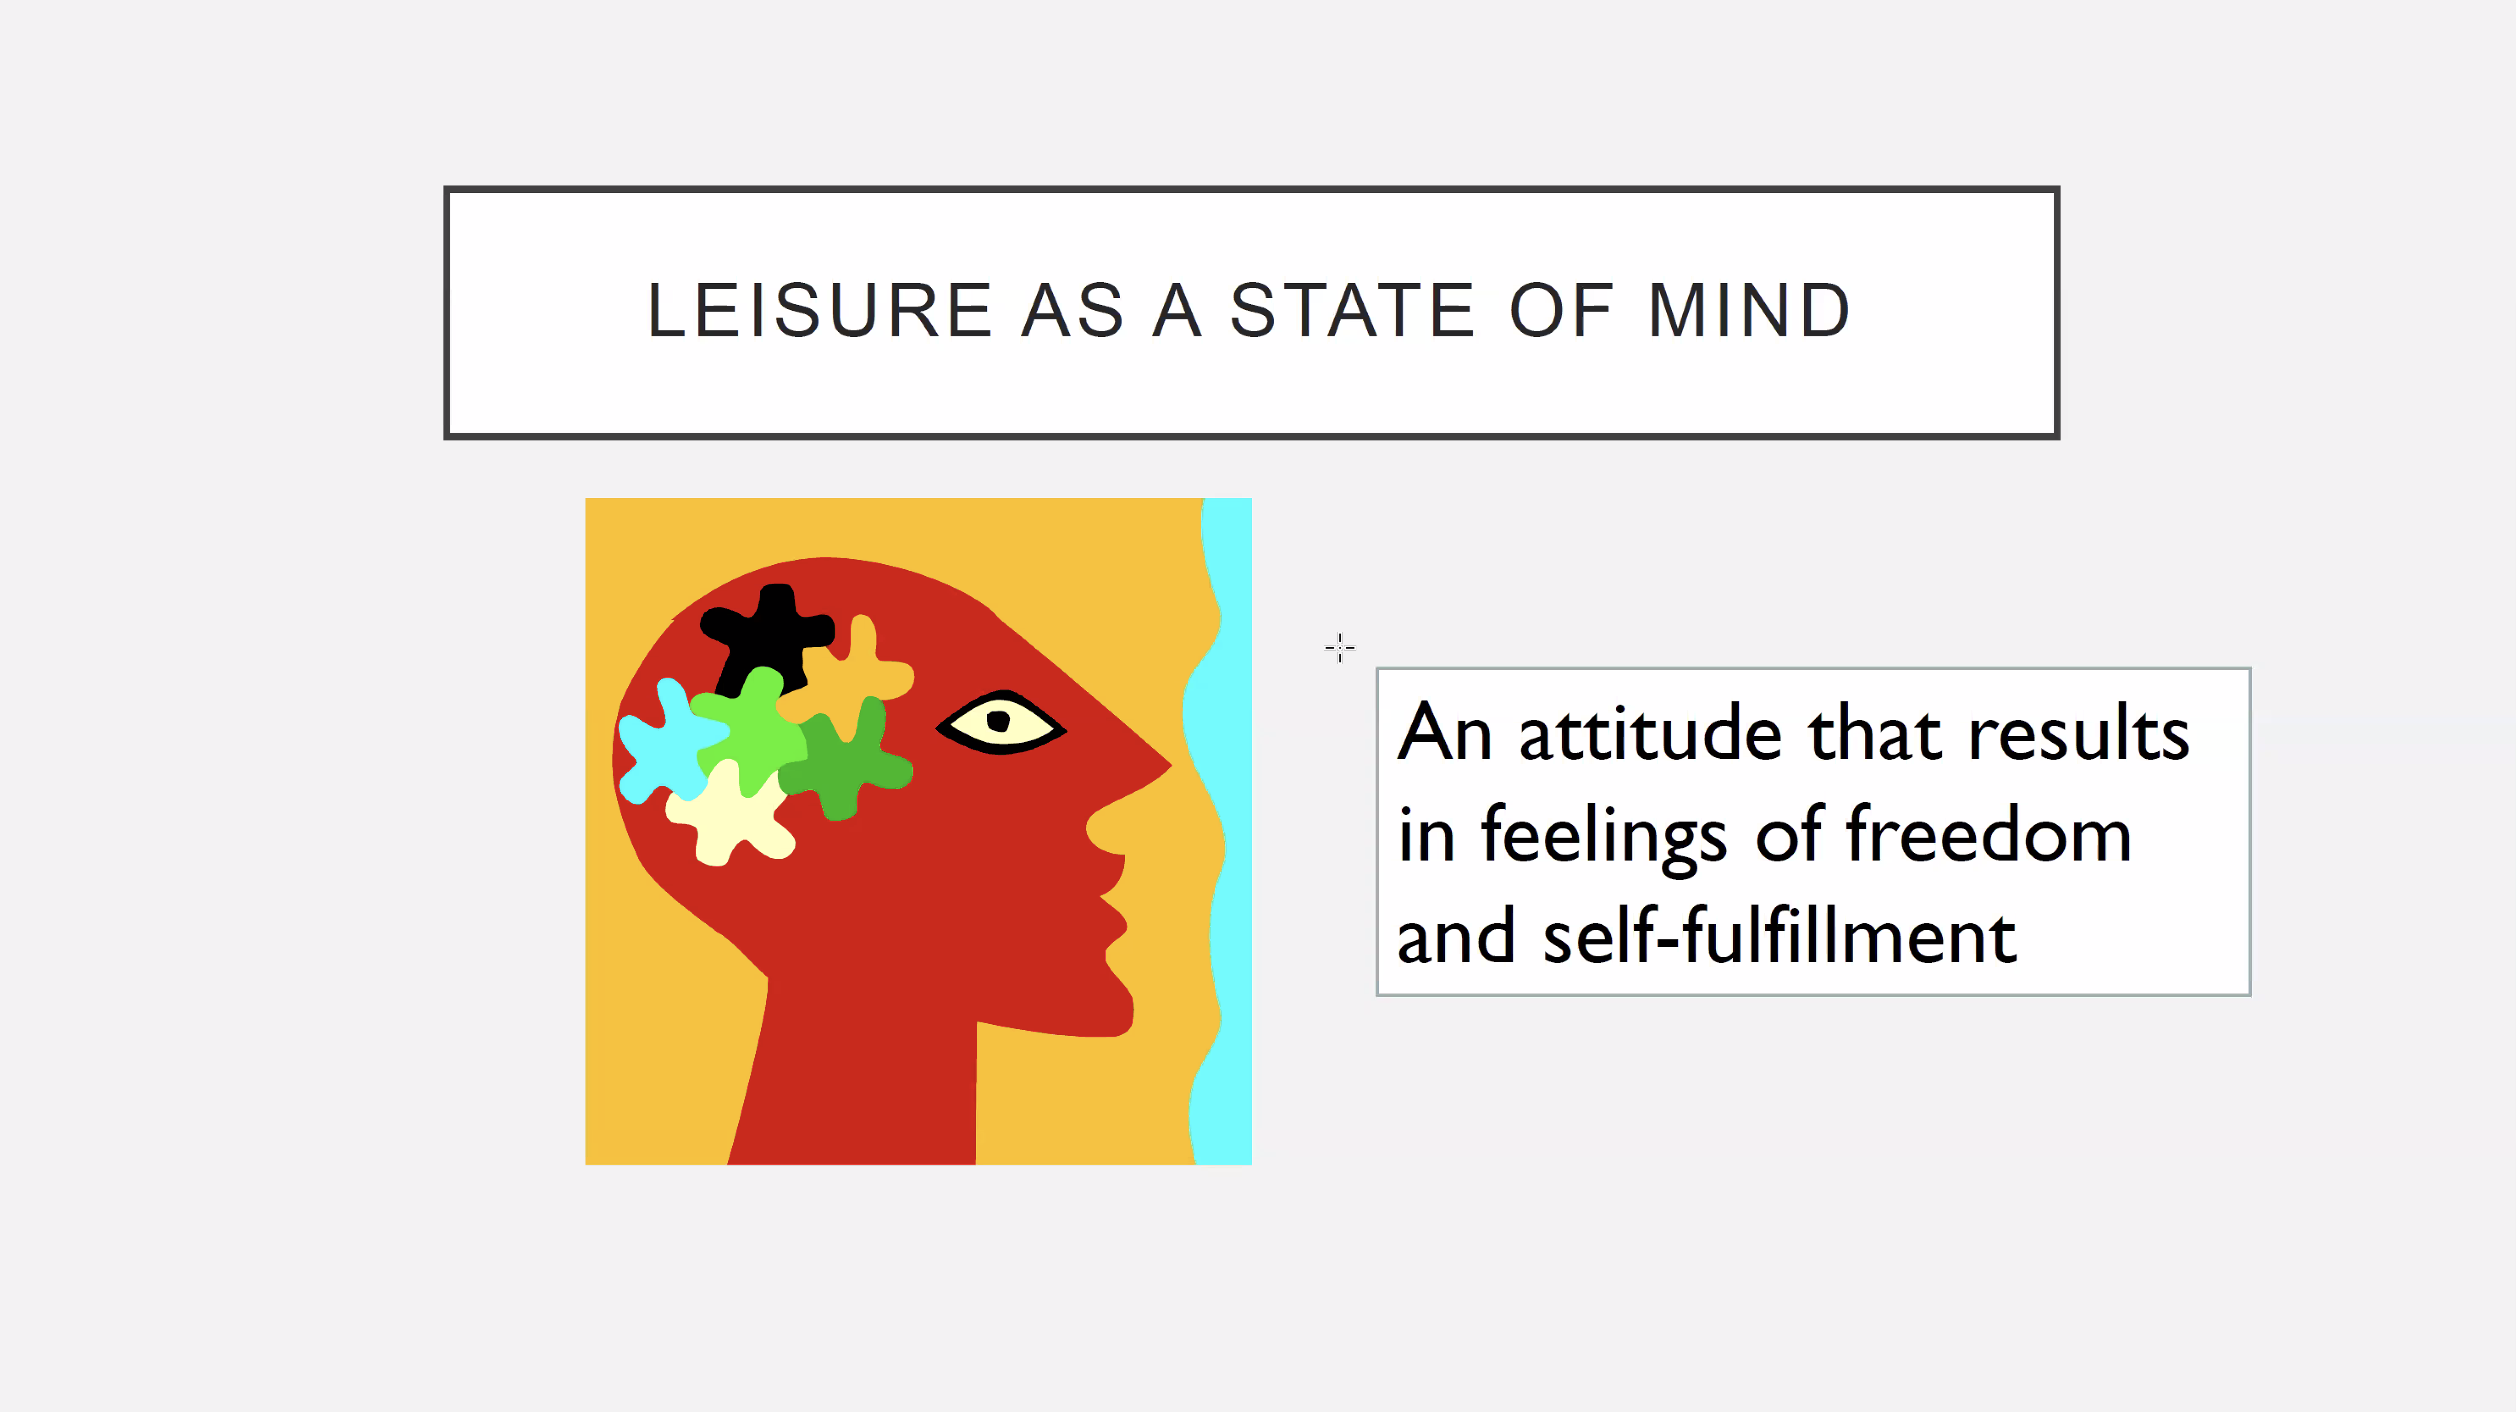 LEISURE AS A STATE OF MIND
An attitude that results
in feelings of freedom
and self-fulfillment